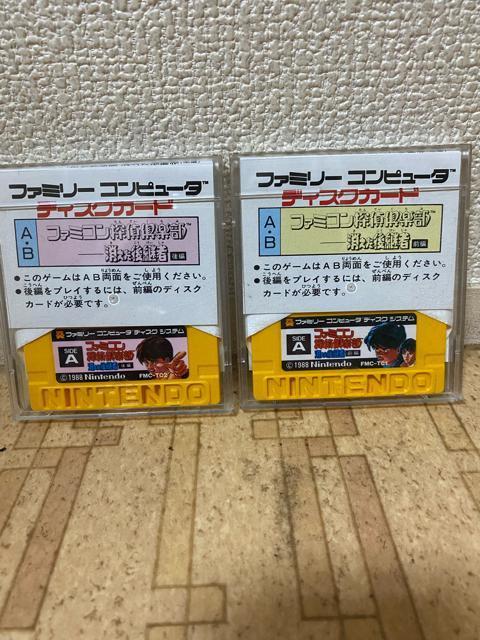 ファミリー コンピュータ™
ディスクカード
A・B
ファミコン探偵倶楽部
消えた後継者 後編
●このゲームはAB両面をご使用ください。
●後編をプレイするには、前編のディスク
カードが必要です。
ファミリー コンピュータ ディスク システム
SIDE
A
ファミコン
探偵倶楽部
消えた後継者 後編
©1988 Nintendo
FMC-TC2
NINTENDO
ファミリー コンピュータ™
ディスクカード
A・B
ファミコン探偵倶楽部
消えた後継者 前編
●このゲームはAB両面をご使用ください。
●後編をプレイするには、前編のディスク
カードが必要です。
ファミリー コンピュータ ディスク システム
SIDE
A
ファミコン
探偵倶楽部
消えた後継者 前編
©1988 Nintendo
FMC-TC1
NINTENDO